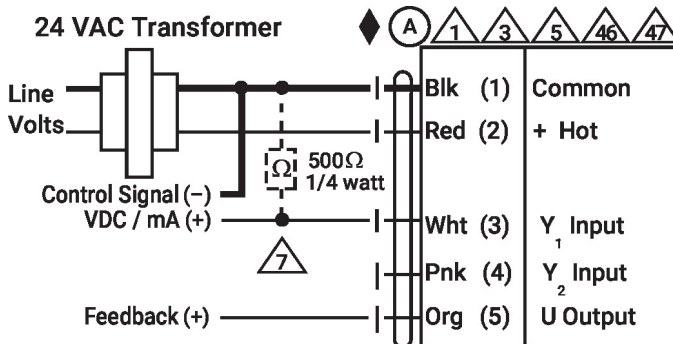 24 VAC Transformer
A 1 3 5 46 47
Line
Volts
Blk (1) Common
Red (2) + Hot
Ω 500Ω
1/4 watt
Control Signal (−)
VDC / mA (+)
Wht (3) Y₁ Input
7
Pnk (4) Y₂ Input
Feedback (+)
Org (5) U Output